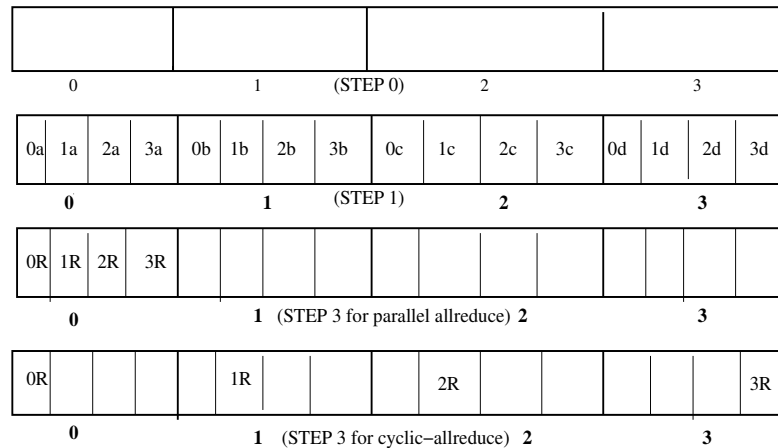 0 1 (STEP 0) 2 3
0a 1a 2a 3a 0b 1b 2b 3b 0c 1c 2c 3c 0d 1d 2d 3d
0 1 (STEP 1) 2 3
0R 1R 2R 3R
0 1 (STEP 3 for parallel allreduce) 2 3
0R 1R 2R 3R
0 1 (STEP 3 for cyclic−allreduce) 2 3